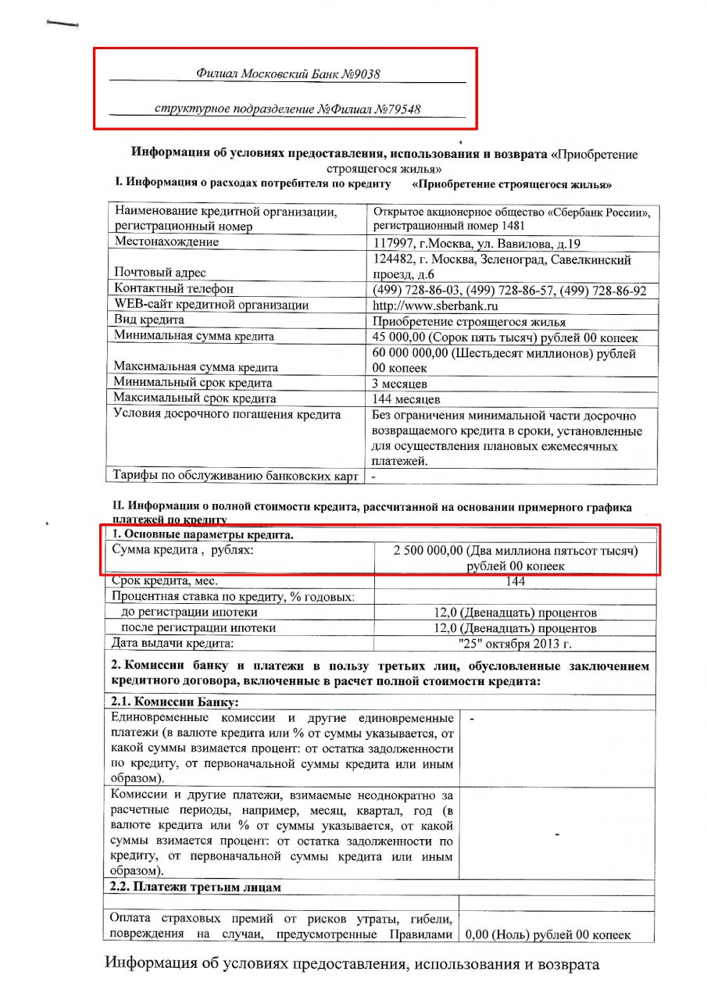 Филиал Московский Банк №9038
структурное подразделение №Филиал №79548
Информация об условиях предоставления, использования и возврата «Приобретение
строящегося жилья»
I. Информация о расходах потребителя по кредиту «Приобретение строящегося жилья»
Наименование кредитной организации,
регистрационный номер
Открытое акционерное общество «Сбербанк России»,
регистрационный номер 1481
Местонахождение
117997, г.Москва, ул. Вавилова, д.19
Почтовый адрес
124482, г. Москва, Зеленоград, Савелкинский
проезд, д.6
Контактный телефон
(499) 728-86-03, (499) 728-86-57, (499) 728-86-92
WEB-сайт кредитной организации
http://www.sberbank.ru
Вид кредита
Приобретение строящегося жилья
Минимальная сумма кредита
45 000,00 (Сорок пять тысяч) рублей 00 копеек
Максимальная сумма кредита
60 000 000,00 (Шестьдесят миллионов) рублей
00 копеек
Минимальный срок кредита
3 месяцев
Максимальный срок кредита
144 месяцев
Условия досрочного погашения кредита
Без ограничения минимальной части досрочно
возвращаемого кредита в сроки, установленные
для осуществления плановых ежемесячных
платежей.
Тарифы по обслуживанию банковских карт
-
II. Информация о полной стоимости кредита, рассчитанной на основании примерного графика
платежей по кредиту
1. Основные параметры кредита.
Сумма кредита , рублях:
2 500 000,00 (Два миллиона пятьсот тысяч)
рублей 00 копеек
Срок кредита, мес.
144
Процентная ставка по кредиту, % годовых:
до регистрации ипотеки
12,0 (Двенадцать) процентов
после регистрации ипотеки
12,0 (Двенадцать) процентов
Дата выдачи кредита:
"25" октября 2013 г.
2. Комиссии банку и платежи в пользу третьих лиц, обусловленные заключением
кредитного договора, включенные в расчет полной стоимости кредита:
2.1. Комиссии Банку:
Единовременные комиссии и другие единовременные
платежи (в валюте кредита или % от суммы указывается, от
какой суммы взимается процент: от остатка задолженности
по кредиту, от первоначальной суммы кредита или иным
образом).
-
Комиссии и другие платежи, взимаемые неоднократно за
расчетные периоды, например, месяц, квартал, год (в
валюте кредита или % от суммы указывается, от какой
суммы взимается процент: от остатка задолженности по
кредиту, от первоначальной суммы кредита или иным
образом).
-
2.2. Платежи третьим лицам
Оплата страховых премий от рисков утраты, гибели,
повреждения на случаи, предусмотренные Правилами
0,00 (Ноль) рублей 00 копеек
Информация об условиях предоставления, использования и возврата